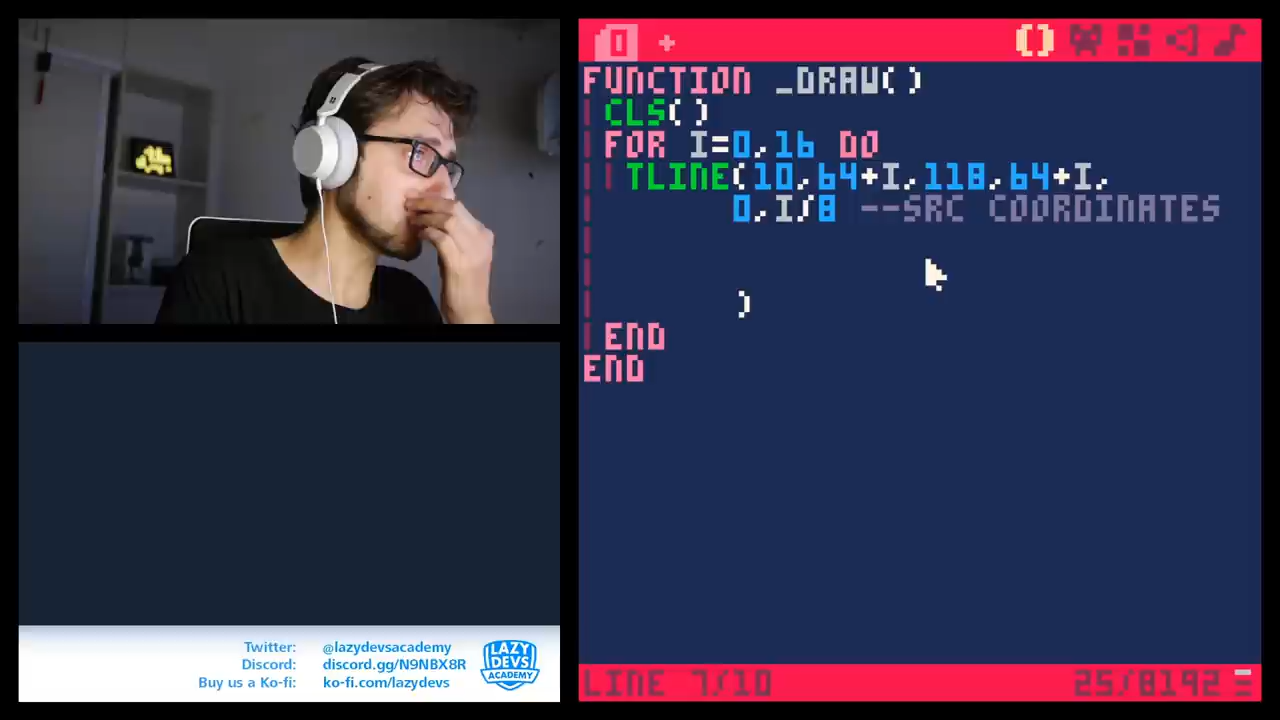 FUNCTION _DRAW()
CLS()
FOR I=0,16 DO
TLINE(10,64+I,118,64+I,
0,I/8 --SRC COORDINATES
)
END
END
LINE 7/10
25/8192
Twitter: @lazydevsacademy
Discord: discord.gg/N9NBX8R
Buy us a Ko-fi: ko-fi.com/lazydevs
LAZY DEVS ACADEMY